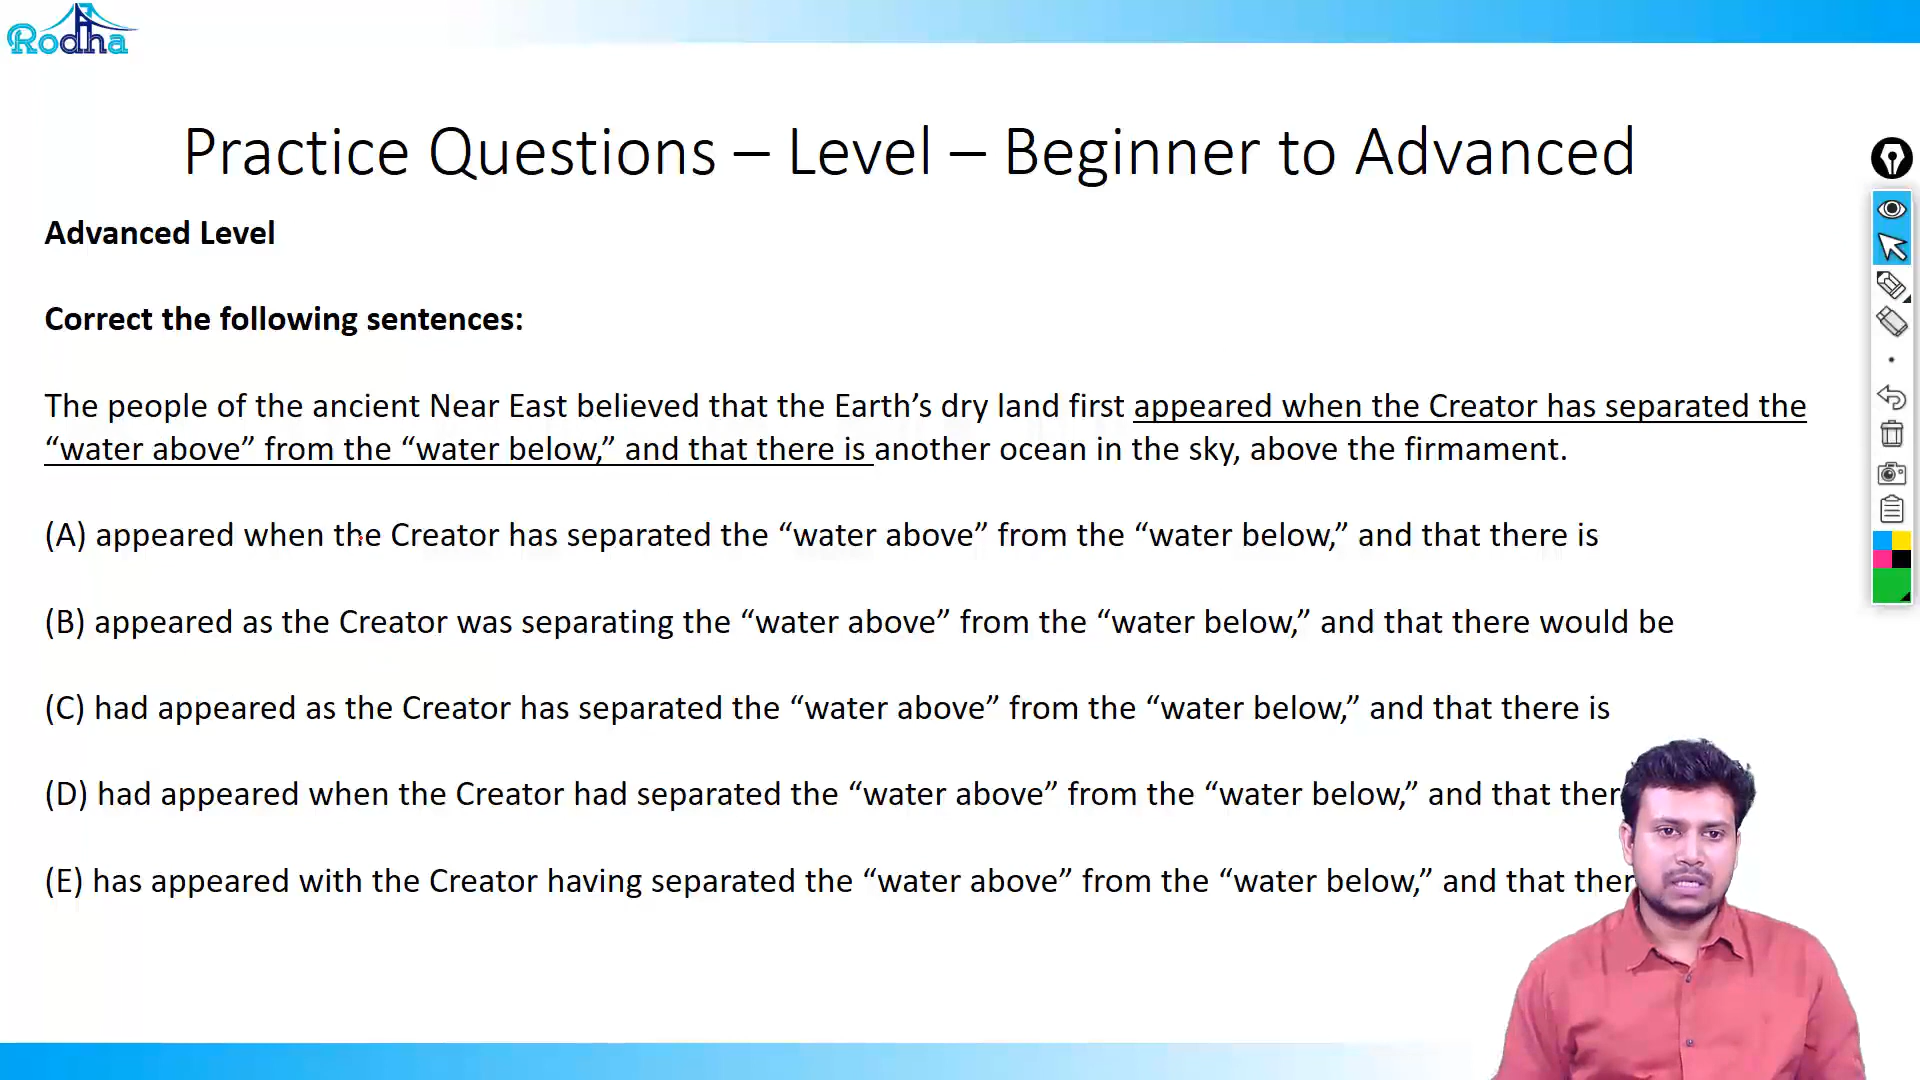 Rodha
Practice Questions – Level – Beginner to Advanced
Advanced Level
Correct the following sentences:
The people of the ancient Near East believed that the Earth’s dry land first appeared when the Creator has separated the
“water above” from the “water below,” and that there is another ocean in the sky, above the firmament.
(A) appeared when the Creator has separated the “water above” from the “water below,” and that there is
(B) appeared as the Creator was separating the “water above” from the “water below,” and that there would be
(C) had appeared as the Creator has separated the “water above” from the “water below,” and that there is
(D) had appeared when the Creator had separated the “water above” from the “water below,” and that
(E) has appeared with the Creator having separated the “water above” from the “water below,” and that